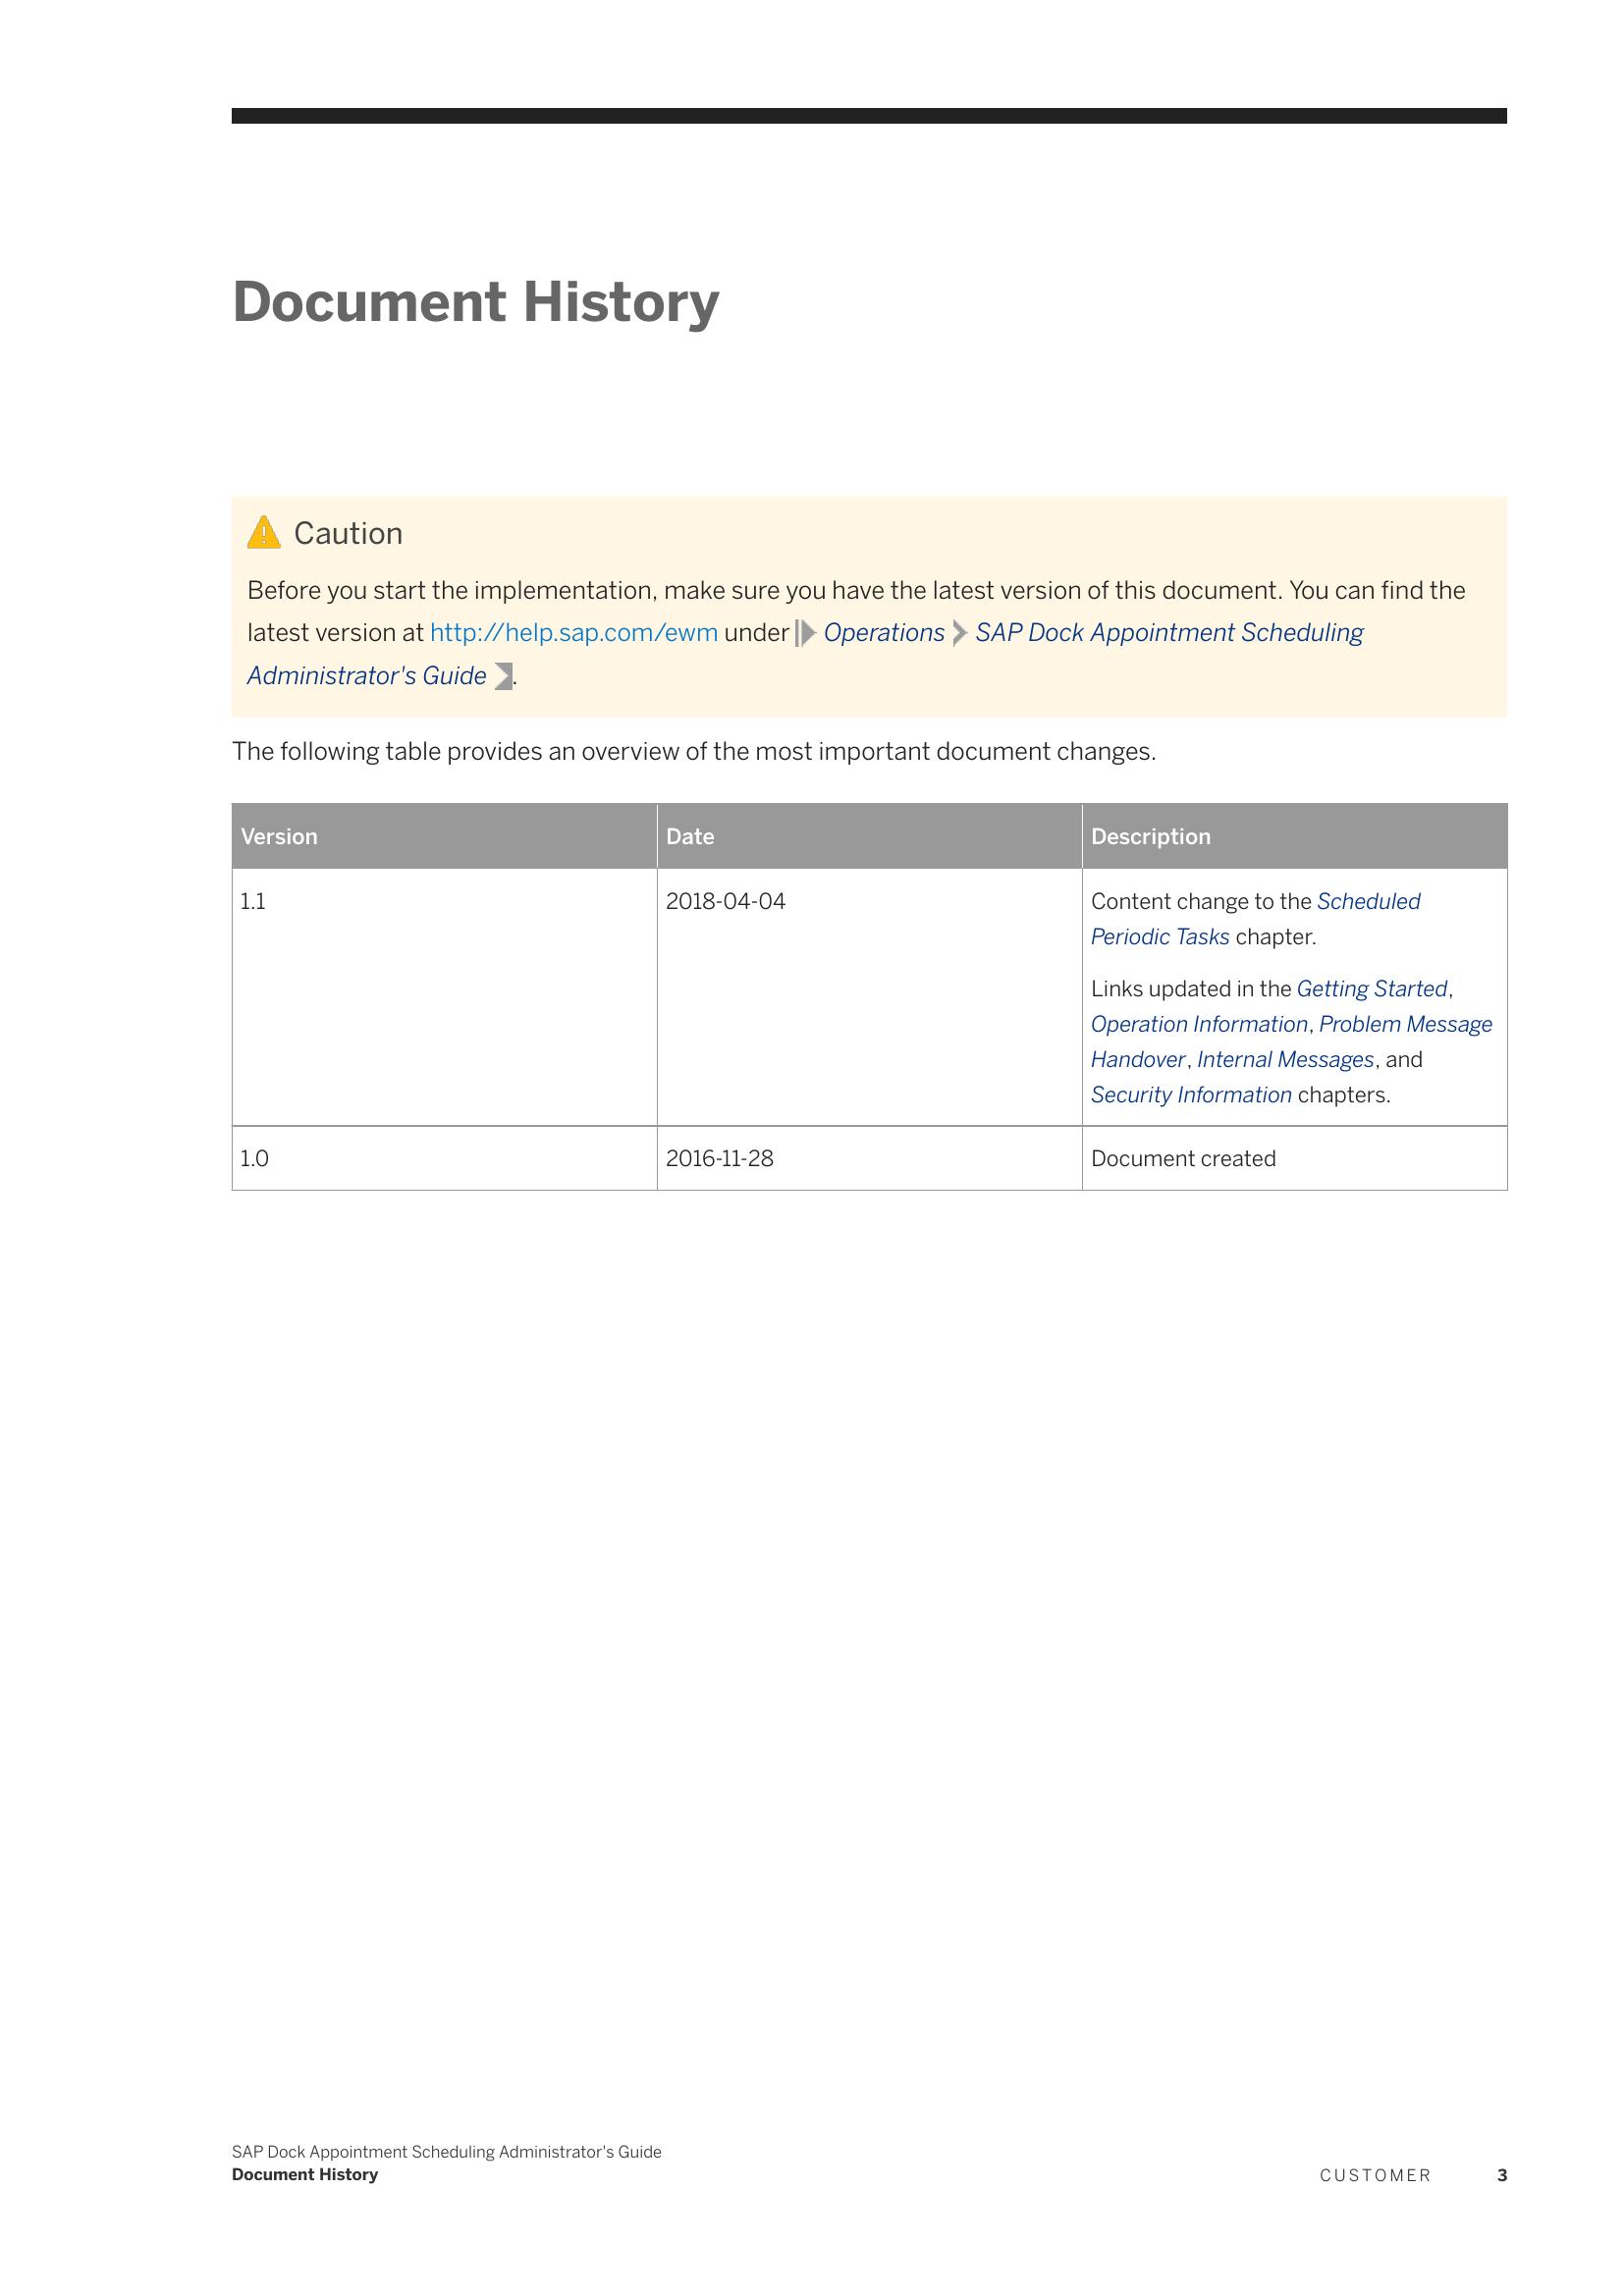 Document History
Caution
Before you start the implementation, make sure you have the latest version of this document. You can find the
latest version at http://help.sap.com/ewm under Operations SAP Dock Appointment Scheduling
Administrator's Guide .
The following table provides an overview of the most important document changes.
Version Date Description
1.1 2018-04-04 Content change to the Scheduled
Periodic Tasks chapter.
Links updated in the Getting Started,
Operation Information, Problem Message
Handover, Internal Messages, and
Security Information chapters.
1.0 2016-11-28 Document created
SAP Dock Appointment Scheduling Administrator's Guide
Document History
CUSTOMER 3